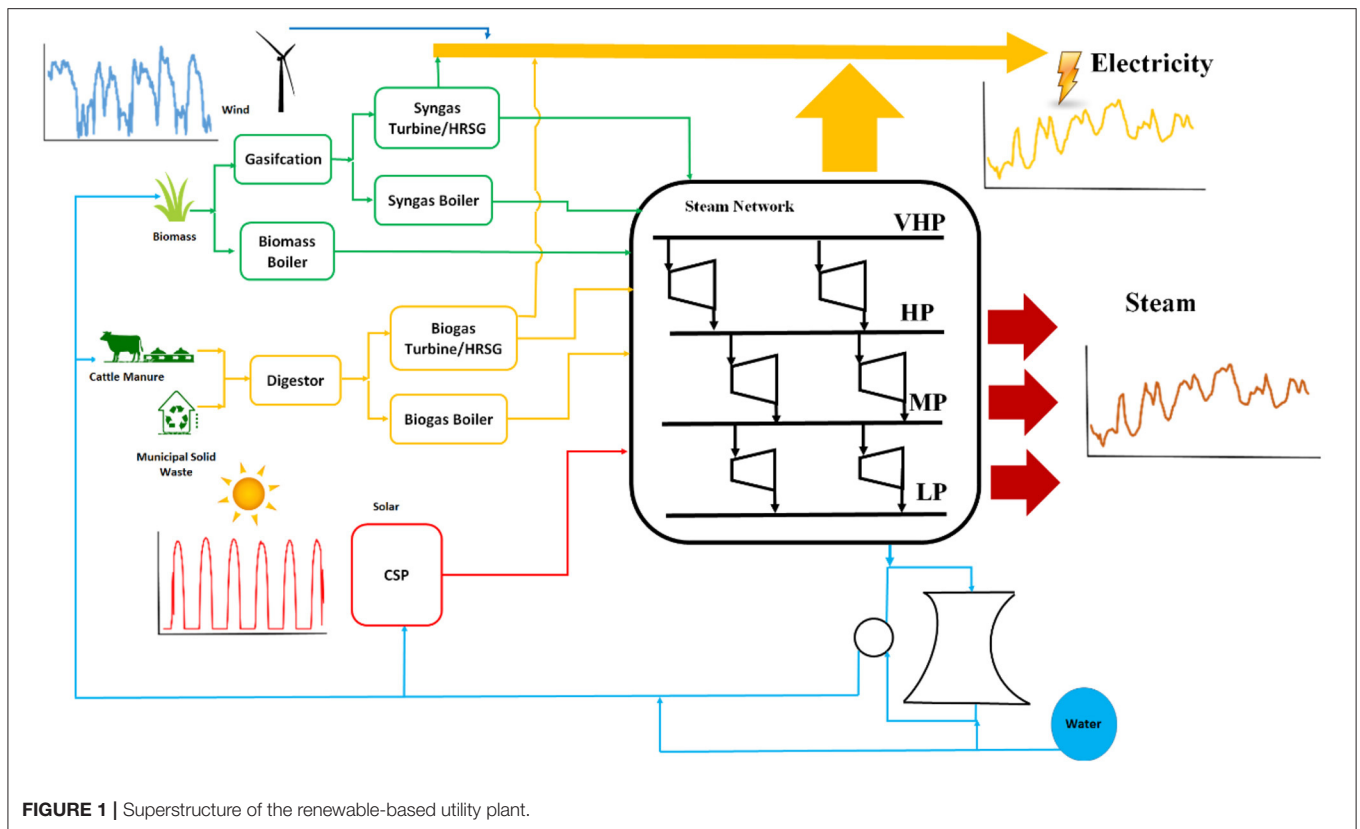 Electricity
Wind
Syngas
Turbine/HRSG
Gasifcation
Syngas Boiler
Biomass
Biomass
Boiler
Steam Network
VHP
HP
MP
LP
Steam
Biogas
Turbine/HRSG
Cattle Manure
Digestor
Biogas Boiler
Municipal Solid
Waste
Solar
CSP
Water
FIGURE 1 | Superstructure of the renewable-based utility plant.